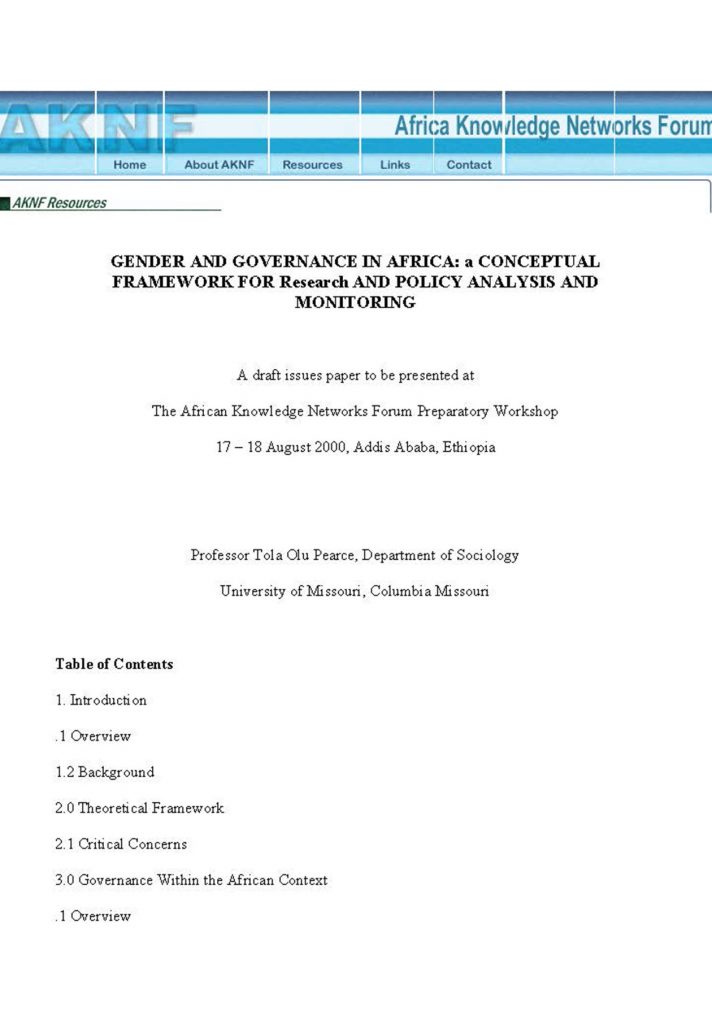 AKNF
Africa Knowledge Networks Forum
Home About AKNF Resources Links Contact
AKNF Resources
GENDER AND GOVERNANCE IN AFRICA: a CONCEPTUAL
FRAMEWORK FOR Research AND POLICY ANALYSIS AND
MONITORING
A draft issues paper to be presented at
The African Knowledge Networks Forum Preparatory Workshop
17 – 18 August 2000, Addis Ababa, Ethiopia
Professor Tola Olu Pearce, Department of Sociology
University of Missouri, Columbia Missouri
Table of Contents
1. Introduction
.1 Overview
1.2 Background
2.0 Theoretical Framework
2.1 Critical Concerns
3.0 Governance Within the African Context
.1 Overview